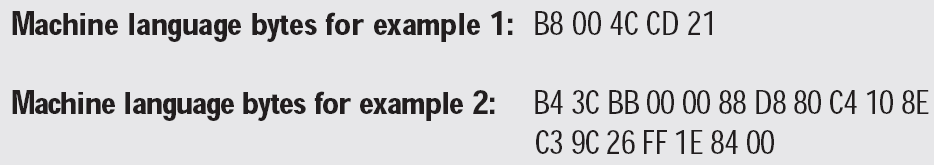 Machine language bytes for example 1: B8 00 4C CD 21
Machine language bytes for example 2: B4 3C BB 00 00 88 D8 80 C4 10 8E
C3 9C 26 FF 1E 84 00